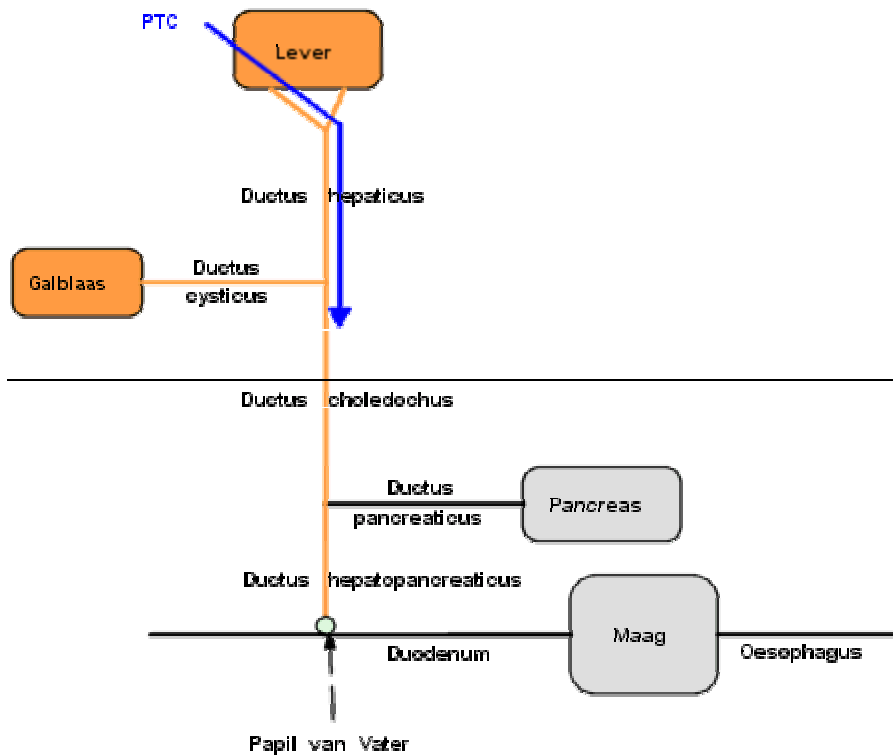 PTC
Lever
Ductus hepaticus
Ductus
cysticus
Galblaas
Ductus choledochus
Ductus
pancreaticus
Pancreas
Ductus hepatopancreaticus
Maag
Duodenum
Oesophagus
Papil van Vater